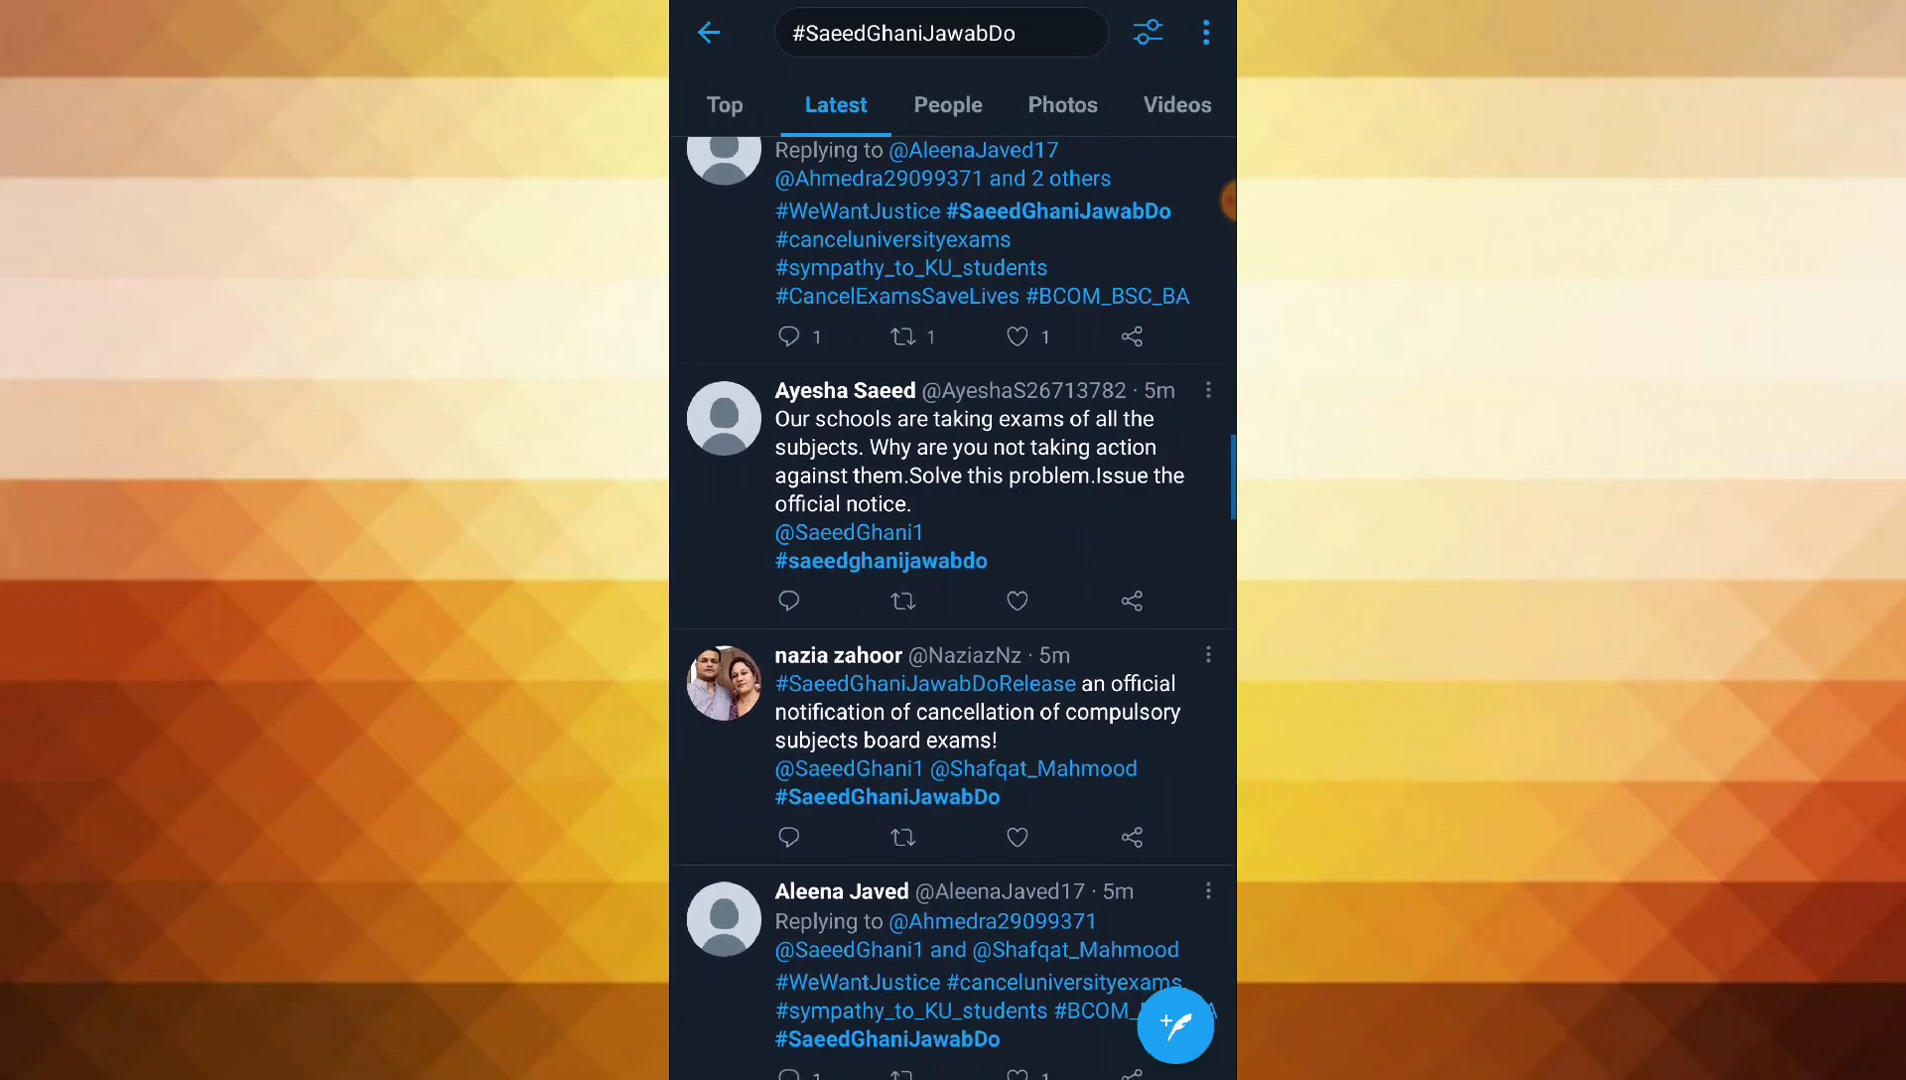 #SaeedGhaniJawabDo
Top Latest People Photos Videos
Replying to @AleenaJaved17
@Ahmedra29099371 and 2 others
#WeWantJustice #SaeedGhaniJawabDo
#canceluniversityexams
#sympathy_to_KU_students
#CancelExamsSaveLives #BCOM_BSC_BA
1 1 1
Ayesha Saeed @AyeshaS26713782 · 5m
Our schools are taking exams of all the
subjects. Why are you not taking action
against them.Solve this problem.Issue the
official notice.
@SaeedGhani1
#saeedghanijawabdo
nazia zahoor @NaziazNz · 5m
#SaeedGhaniJawabDoRelease an official
notification of cancellation of compulsory
subjects board exams!
@SaeedGhani1 @Shafqat_Mahmood
#SaeedGhaniJawabDo
Aleena Javed @AleenaJaved17 · 5m
Replying to @Ahmedra29099371
@SaeedGhani1 and @Shafqat_Mahmood
#WeWantJustice #canceluniversityexams
#sympathy_to_KU_students
#SaeedGhaniJawabDo